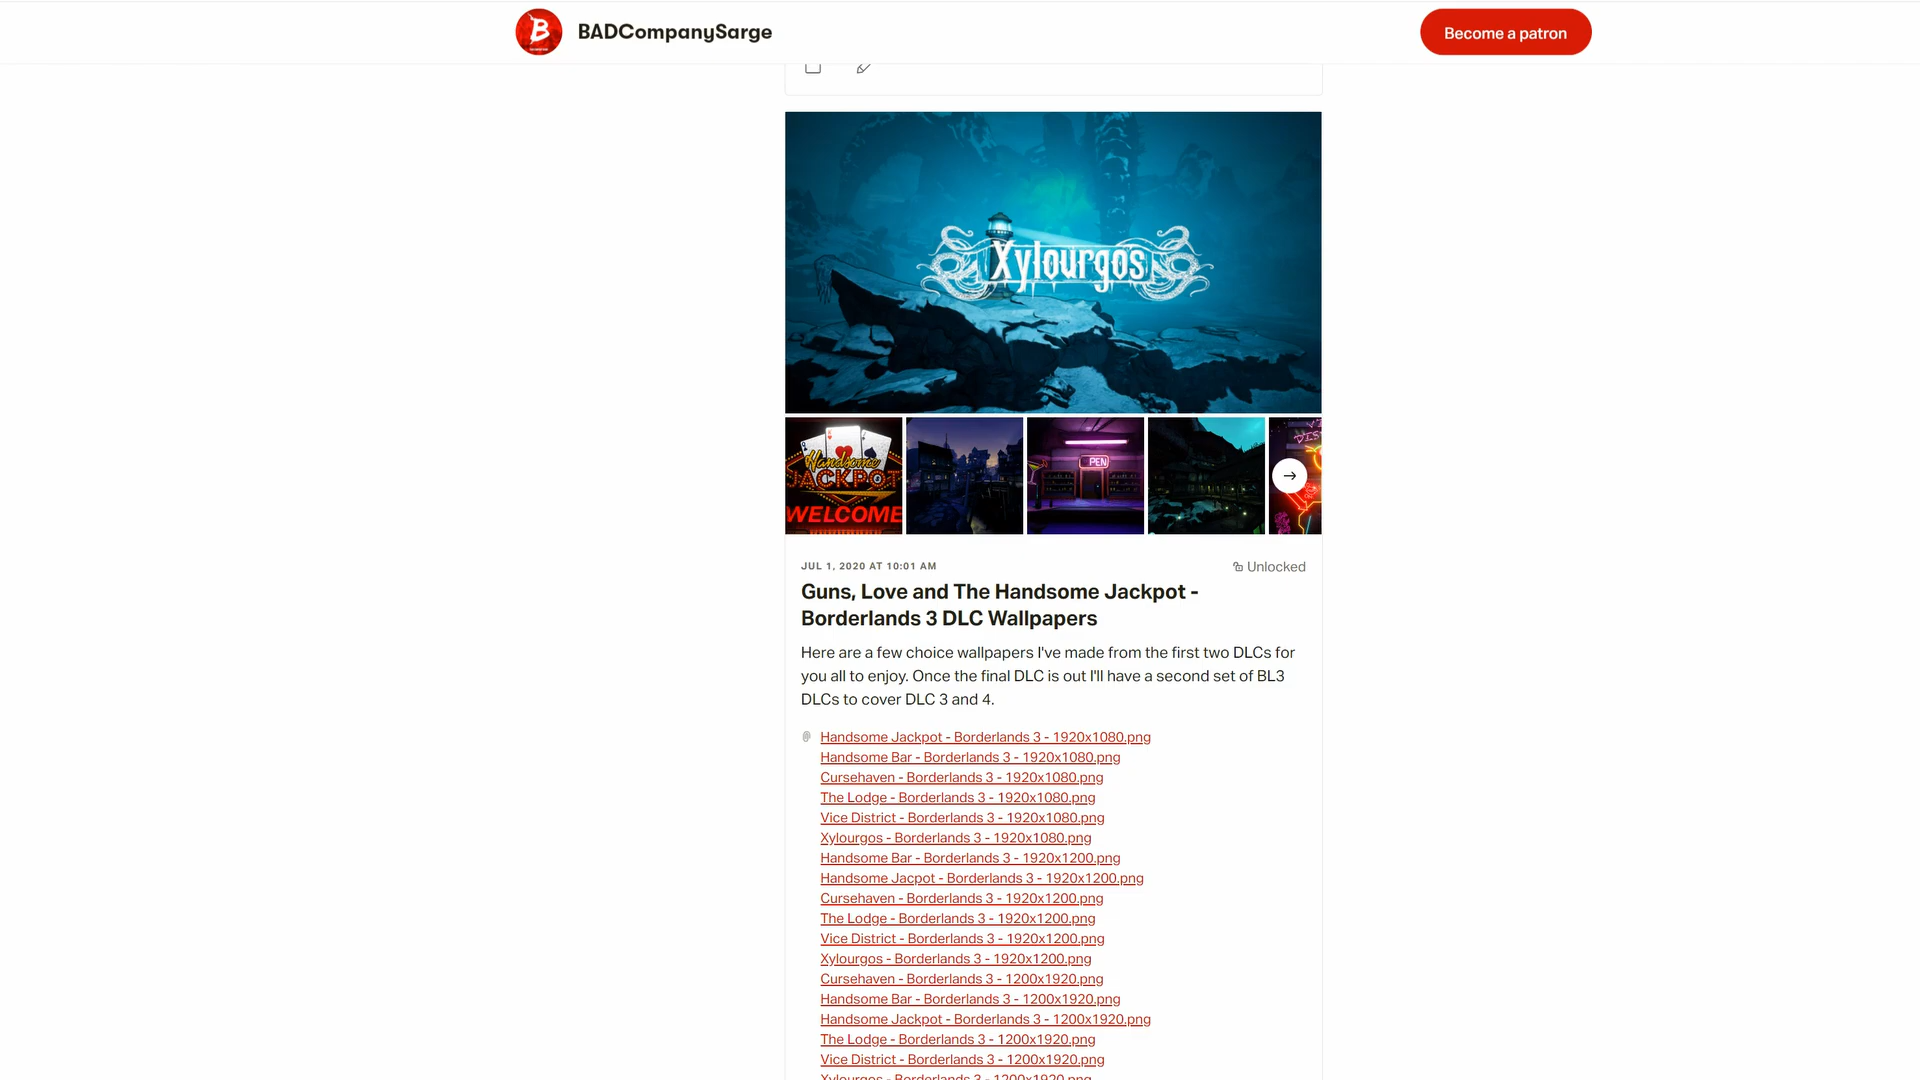 BADCompanySarge
Become a patron
Xylourgos
Handsome
JACKPOT
WELCOME
PEN
JUL 1, 2020 AT 10:01 AM
Unlocked
Guns, Love and The Handsome Jackpot -
Borderlands 3 DLC Wallpapers
Here are a few choice wallpapers I've made from the first two DLCs for
you all to enjoy. Once the final DLC is out I'll have a second set of BL3
DLCs to cover DLC 3 and 4.
Handsome Jackpot - Borderlands 3 - 1920x1080.png
Handsome Bar - Borderlands 3 - 1920x1080.png
Cursehaven - Borderlands 3 - 1920x1080.png
The Lodge - Borderlands 3 - 1920x1080.png
Vice District - Borderlands 3 - 1920x1080.png
Xylourgos - Borderlands 3 - 1920x1080.png
Handsome Bar - Borderlands 3 - 1920x1200.png
Handsome Jacpot - Borderlands 3 - 1920x1200.png
Cursehaven - Borderlands 3 - 1920x1200.png
The Lodge - Borderlands 3 - 1920x1200.png
Vice District - Borderlands 3 - 1920x1200.png
Xylourgos - Borderlands 3 - 1920x1200.png
Cursehaven - Borderlands 3 - 1200x1920.png
Handsome Bar - Borderlands 3 - 1200x1920.png
Handsome Jackpot - Borderlands 3 - 1200x1920.png
The Lodge - Borderlands 3 - 1200x1920.png
Vice District - Borderlands 3 - 1200x1920.png
Xylourgos - Borderlands 3 - 1200x1920.png